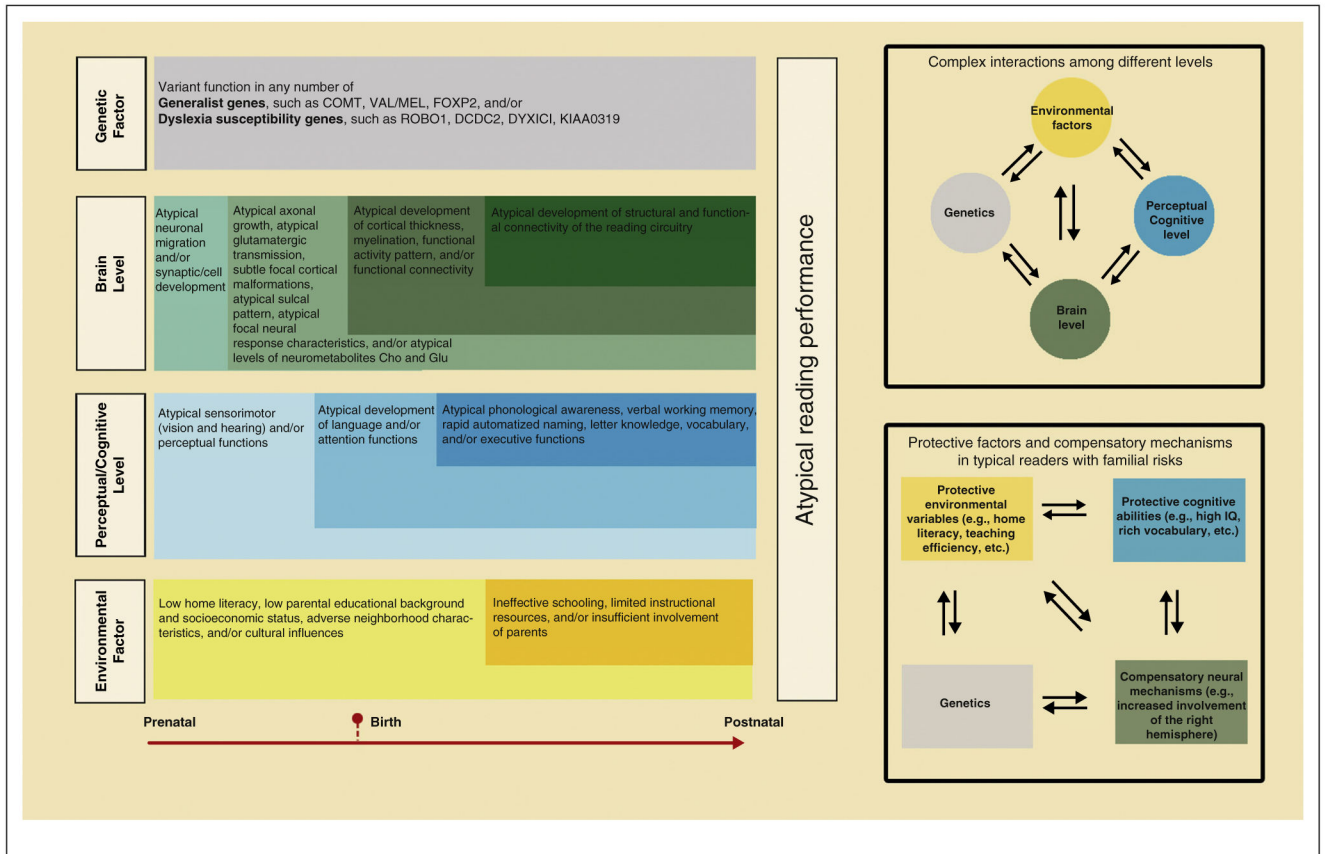 Genetic
Factor
Variant function in any number of
Generalist genes, such as COMT, VAL/MEL, FOXP2, and/or
Dyslexia susceptibility genes, such as ROBO1, DCDC2, DYXICI, KIAA0319
Brain
Level
Atypical
neuronal
migration
and/or
synaptic/cell
development
Atypical axonal
growth, atypical
glutamatergic
transmission,
subtle focal cortical
malformations,
atypical sulcal
pattern, atypical
focal neural
response characteristics, and/or atypical
levels of neurometabolites Cho and Glu
Atypical development
of cortical thickness,
myelination, functional
activity pattern, and/or
functional connectivity
Atypical development of structural and function-
al connectivity of the reading circuitry
Perceptual/Cognitive
Level
Atypical sensorimotor
(vision and hearing) and/or
perceptual functions
Atypical development
of language and/or
attention functions
Atypical phonological awareness, verbal working memory,
rapid automatized naming, letter knowledge, vocabulary,
and/or executive functions
Environmental
Factor
Low home literacy, low parental educational background
and socioeconomic status, adverse neighborhood charac-
teristics, and/or cultural influences
Ineffective schooling, limited instructional
resources, and/or insufficient involvement
of parents
Prenatal
Birth
Postnatal
Atypical reading performance
Complex interactions among different levels
Environmental
factors
Genetics
Perceptual
Cognitive
level
Brain
level
Protective factors and compensatory mechanisms
in typical readers with familial risks
Protective
environmental
variables (e.g., home
literacy, teaching
efficiency, etc.)
Protective cognitive
abilities (e.g., high IQ,
rich vocabulary, etc.)
Genetics
Compensatory neural
mechanisms (e.g.,
increased involvement
of the right
hemisphere)